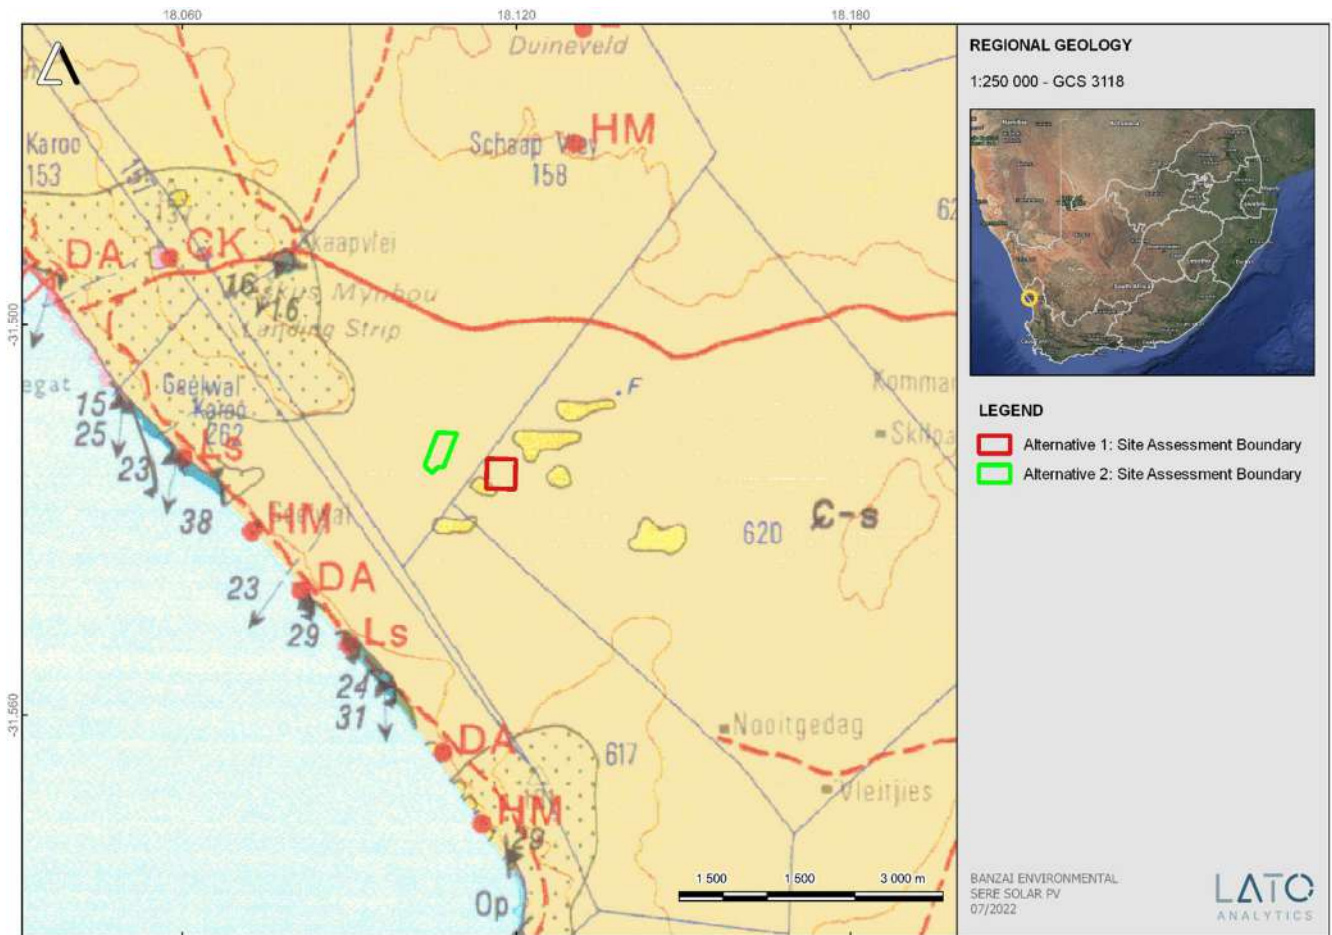 18.060
18.120
18.180
Duineveld
HM
Karoo
153
157
Schaap Vley
158
DA
CK
Skaapvlei
16
16
Landing Strip
-31.500
Geelwal
Karoo
262
egat
15
25
Ls
23
38
HM
F
Skilpa
620
Ꞓ-s
23
DA
29
Ls
24
31
-31.560
Nooitgedag
617
DA
Vleitjies
HM
29
Op
1 500
1 500
3 000 m
REGIONAL GEOLOGY
1:250 000 - GCS 3118
LEGEND
Alternative 1: Site Assessment Boundary
Alternative 2: Site Assessment Boundary
BANZAI ENVIRONMENTAL
SERE SOLAR PV
07/2022
LATO
ANALYTICS